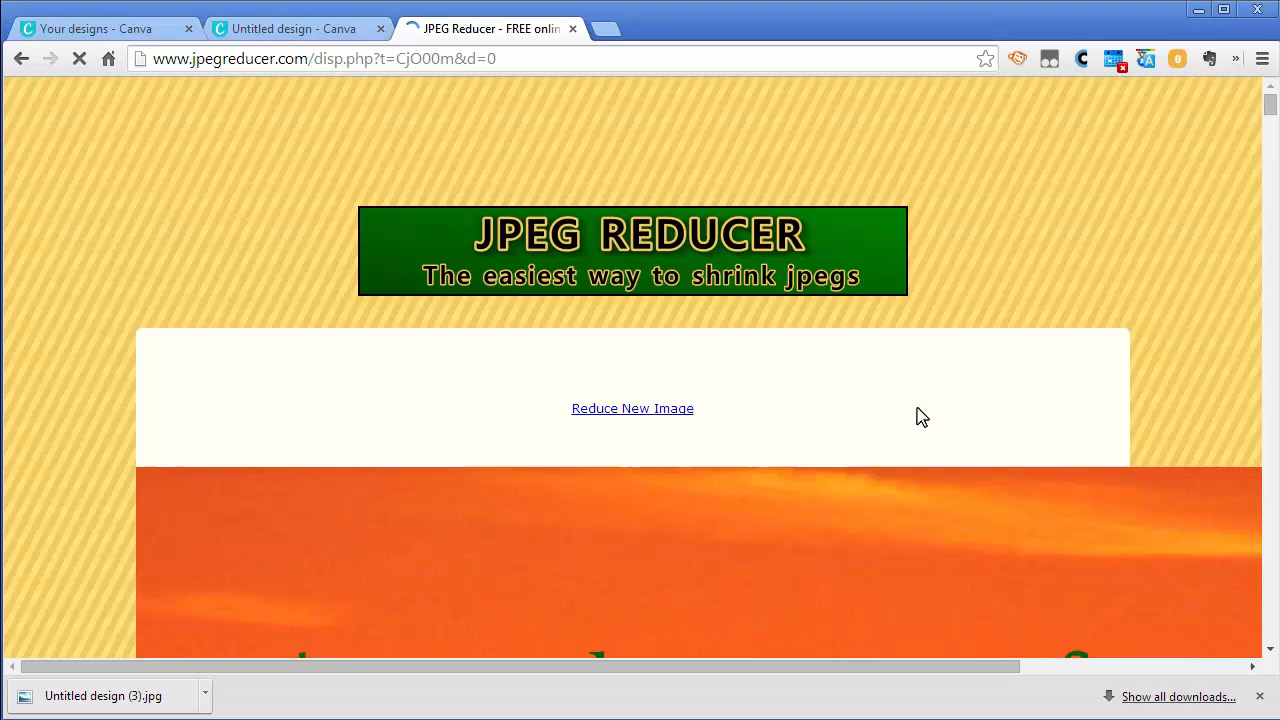 Your designs - Canva
Untitled design - Canva
JPEG Reducer - FREE onlin
www.jpegreducer.com/disp.php?t=CjO00m&d=0
JPEG REDUCER
The easiest way to shrink jpegs
Reduce New Image
Untitled design (3).jpg
Show all downloads...